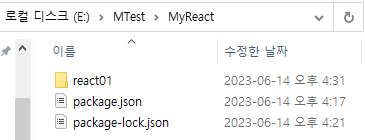 로컬 디스크 (E:) > MTest > MyReact
이름 수정한 날짜
react01 2023-06-14 오후 4:31
package.json 2023-06-14 오후 4:17
package-lock.json 2023-06-14 오후 4:21